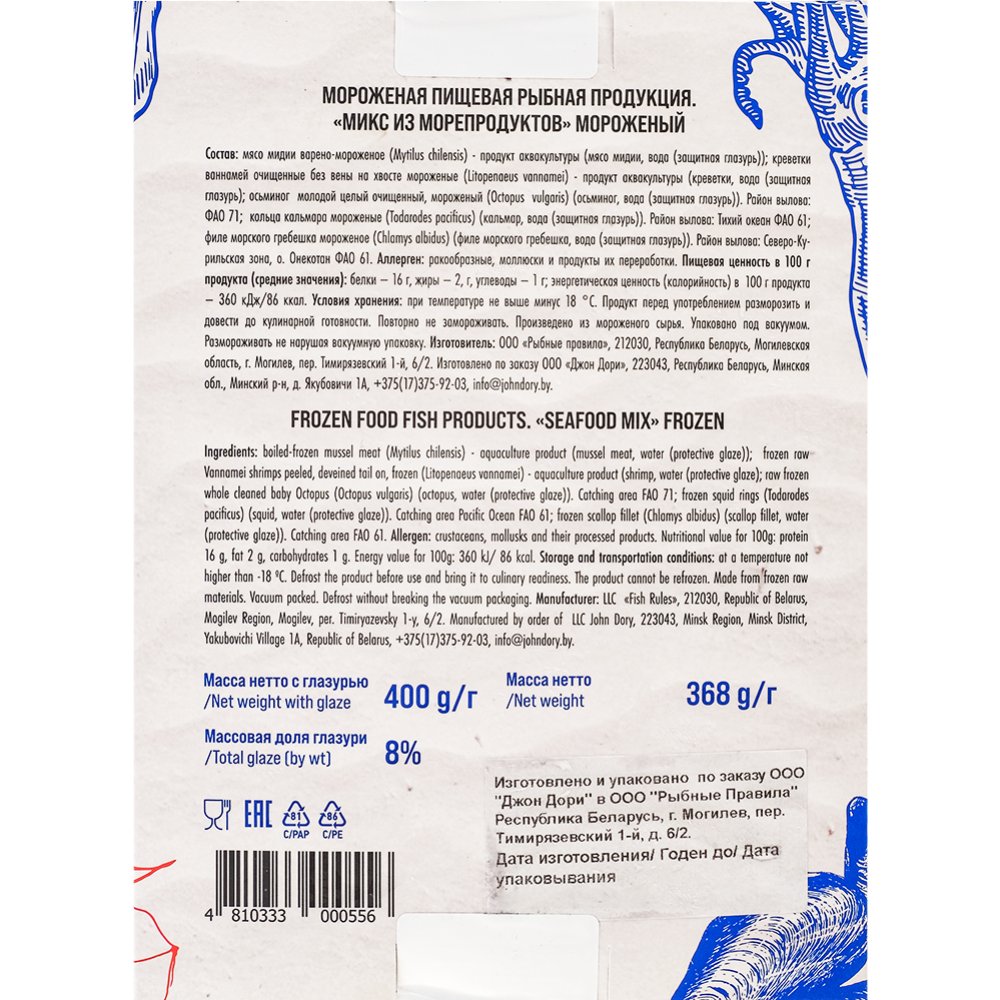 МОРОЖЕНАЯ ПИЩЕВАЯ РЫБНАЯ ПРОДУКЦИЯ.
«МИКС ИЗ МОРЕПРОДУКТОВ» МОРОЖЕНЫЙ
Состав: мясо мидии варено-мороженое (Mytilus chilensis) - продукт аквакультуры (мясо мидии, вода (защитная глазурь)); креветки
ваннамей очищенные без вены на хвосте мороженые (Litopenaeus vannamei) - продукт аквакультуры (креветки, вода (защитная
глазурь); осьминог молодой целый очищенный, мороженый (Octopus vulgaris) (осьминог, вода (защитная глазурь)). Район вылова:
ФАО 71; кольца кальмара мороженые (Todarodes pacificus) (кальмар, вода (защитная глазурь)). Район вылова: Тихий океан ФАО 61;
филе морского гребешка мороженое (Chlamys albidus) (филе морского гребешка, вода (защитная глазурь)). Район вылова: Северо-Ку-
рильская зона, о. Онекотан ФАО 61. Аллерген: ракообразные, моллюски и продукты их переработки. Пищевая ценность в 100 г
продукта (средние значения): белки – 16 г, жиры – 2, г, углеводы – 1 г; энергетическая ценность (калорийность) в 100 г продукта
– 360 кДж/86 ккал. Условия хранения: при температуре не выше минус 18 °С. Продукт перед употреблением разморозить и
довести до кулинарной готовности. Повторно не замораживать. Произведено из мороженого сырья. Упаковано под вакуумом.
Размораживать не нарушая вакуумную упаковку. Изготовитель: ООО «Рыбные правила», 212030, Республика Беларусь, Могилевская
область, г. Могилев, пер. Тимирязевский 1-й, 6/2. Изготовлено по заказу ООО «Джон Дори», 223043, Республика Беларусь, Минская
обл., Минский р-н, д. Якубовичи 1А, +375(17)375-92-03, info@johndory.by.
FROZEN FOOD FISH PRODUCTS. «SEAFOOD MIX» FROZEN
Ingredients: boiled-frozen mussel meat (Mytilus chilensis) - aquaculture product (mussel meat, water (protective glaze)); frozen raw
Vannamei shrimps peeled, deveined tail on, frozen (Litopenaeus vannamei) - aquaculture product (shrimp, water (protective glaze); raw frozen
whole cleaned baby Octopus (Octopus vulgaris) (octopus, water (protective glaze)). Catching area FAO 71; frozen squid rings (Todarodes
pacificus) (squid, water (protective glaze)). Catching area Pacific Ocean FAO 61; frozen scallop fillet (Chlamys albidus) (scallop fillet, water
(protective glaze)). Catching area FAO 61. Allergen: crustaceans, mollusks and their processed products. Nutritional value for 100g: protein
16 g, fat 2 g, carbohydrates 1 g. Energy value for 100g: 360 kJ/ 86 kcal. Storage and transportation conditions: at a temperature not
higher than -18 ºC. Defrost the product before use and bring it to culinary readiness. The product cannot be refrozen. Made from frozen raw
materials. Vacuum packed. Defrost without breaking the vacuum packaging. Manufacturer: LLC «Fish Rules», 212030, Republic of Belarus,
Mogilev Region, Mogilev, per. Timiryazevsky 1-y, 6/2. Manufactured by order of LLC John Dory, 223043, Minsk Region, Minsk District,
Yakubovichi Village 1A, Republic of Belarus, +375(17)375-92-03, info@johndory.by.
Масса нетто с глазурью
/Net weight with glaze
400 g/г
Масса нетто
/Net weight
368 g/г
Массовая доля глазури
/Total glaze (by wt)
8%
Изготовлено и упаковано по заказу ООО
"Джон Дори" в ООО "Рыбные Правила"
Республика Беларусь, г. Могилев, пер.
Тимирязевский 1-й, д. 6/2.
Дата изготовления/ Годен до/ Дата
упаковывания
EAC
81
C/PAP
86
C/PE
4 810333 000556